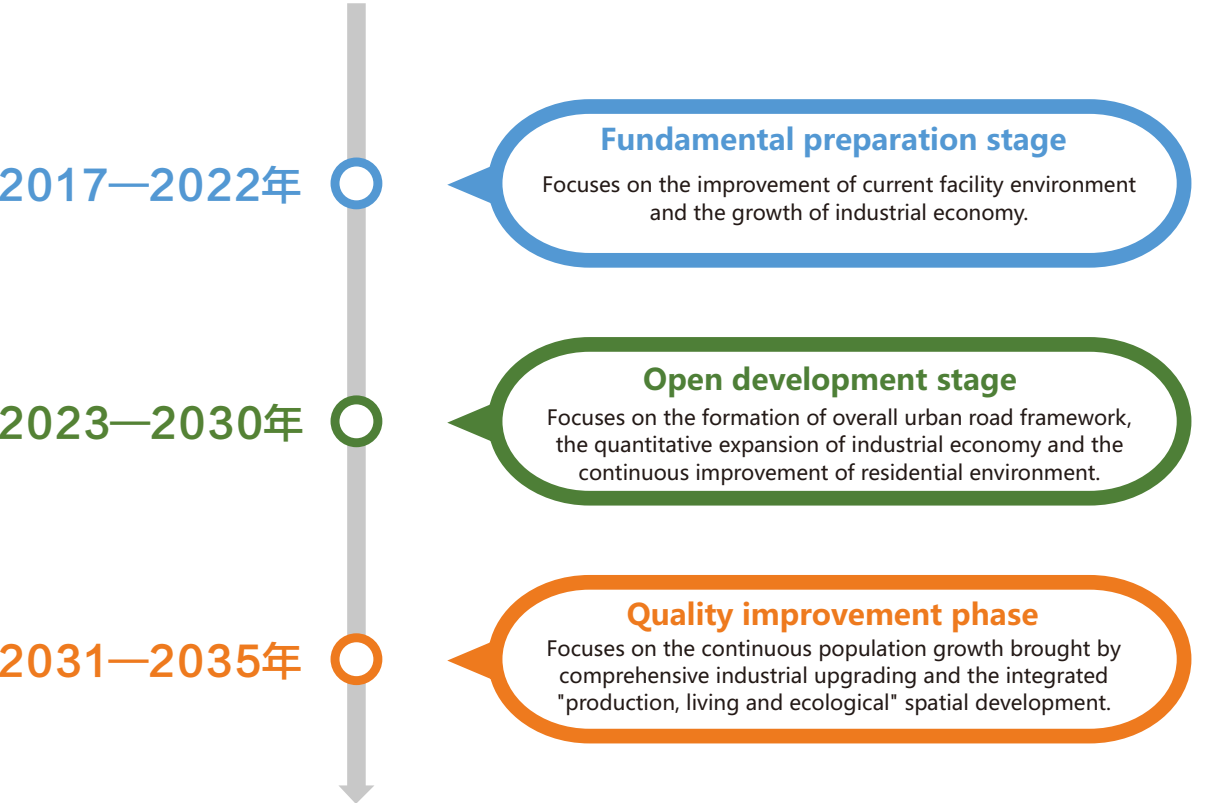 2017—2022年
Fundamental preparation stage
Focuses on the improvement of current facility environment
and the growth of industrial economy.
2023—2030年
Open development stage
Focuses on the formation of overall urban road framework,
the quantitative expansion of industrial economy and the
continuous improvement of residential environment.
2031—2035年
Quality improvement phase
Focuses on the continuous population growth brought by
comprehensive industrial upgrading and the integrated
"production, living and ecological" spatial development.